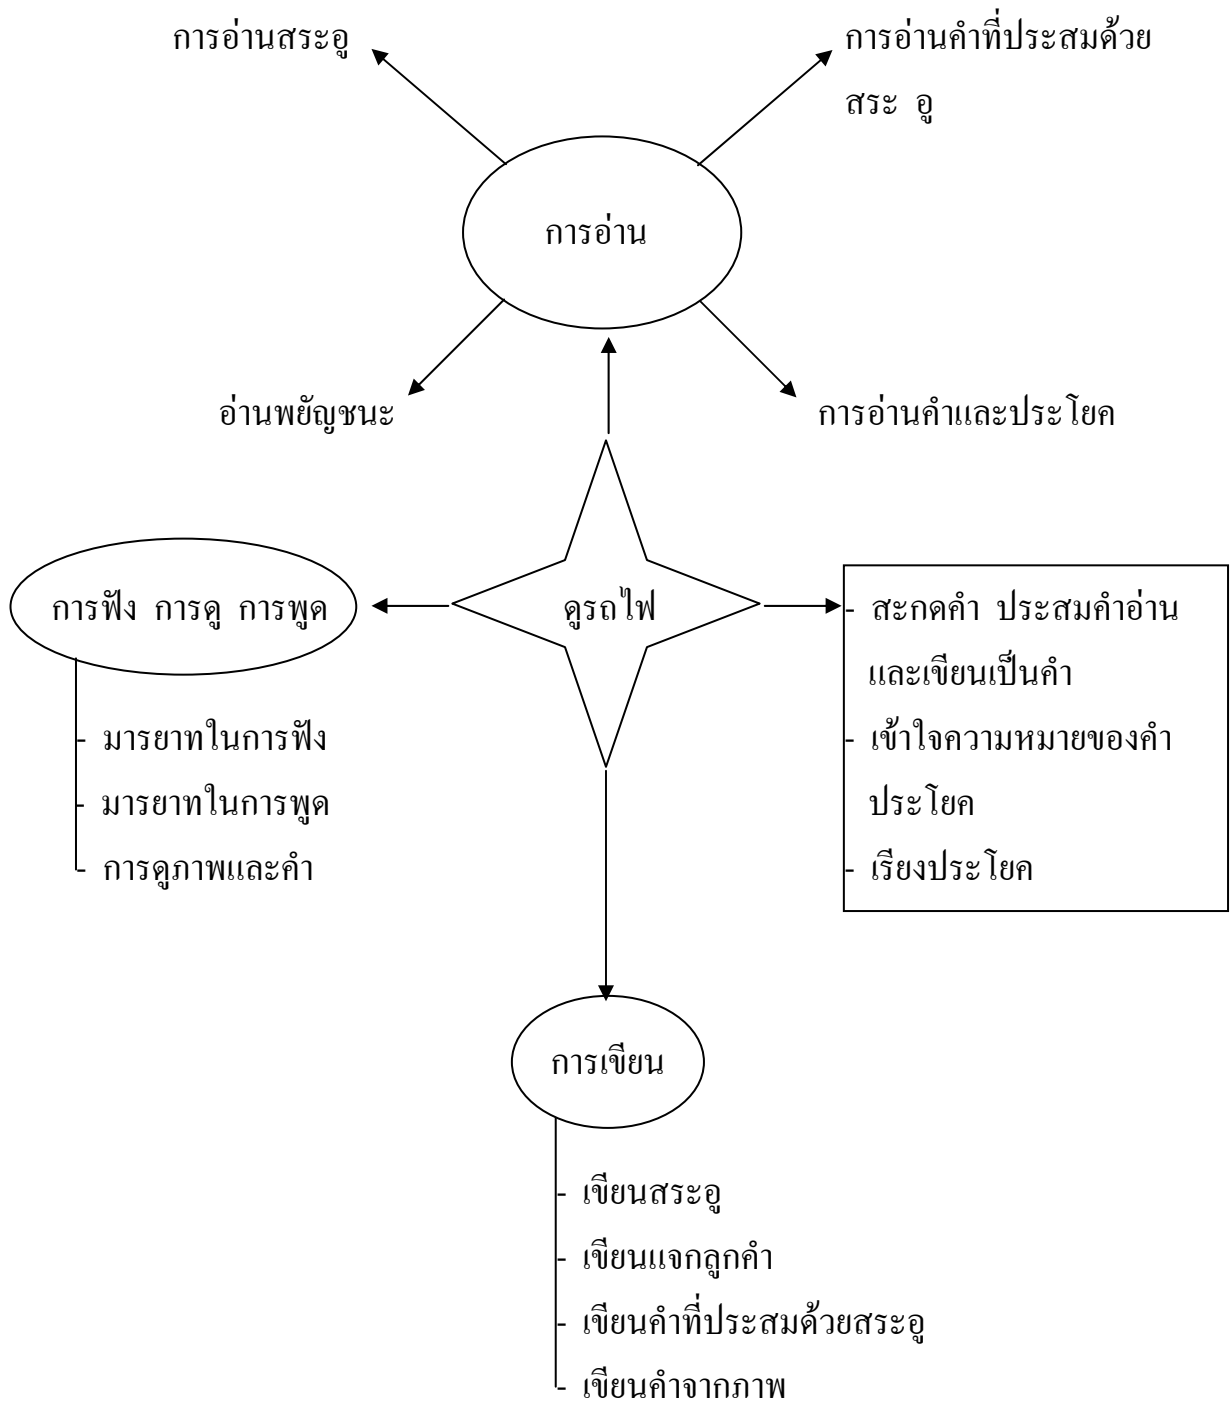 การอ่านสระอู
การอ่านคำที่ประสมด้วย
สระ อู
การอ่าน
อ่านพยัญชนะ
การอ่านคำและประโยค
การฟัง การดู การพูด
- มารยาทในการฟัง
- มารยาทในการพูด
- การดูภาพและคำ
ดูรถไฟ
- สะกดคำ ประสมคำอ่าน
และเขียนเป็นคำ
- เข้าใจความหมายของคำ
ประโยค
- เรียงประโยค
การเขียน
- เขียนสระอู
- เขียนแจกลูกคำ
- เขียนคำที่ประสมด้วยสระอู
- เขียนคำจากภาพ